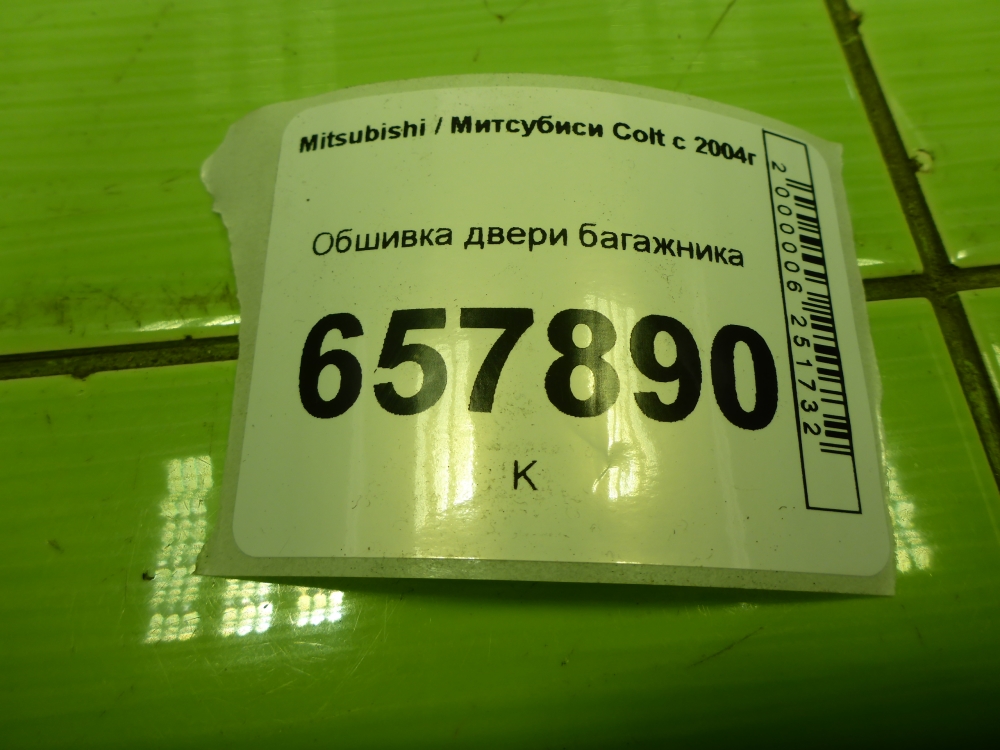 Mitsubishi / Митсубиси Colt с 2004г
Обшивка двери багажника
657890
К
2000006251732